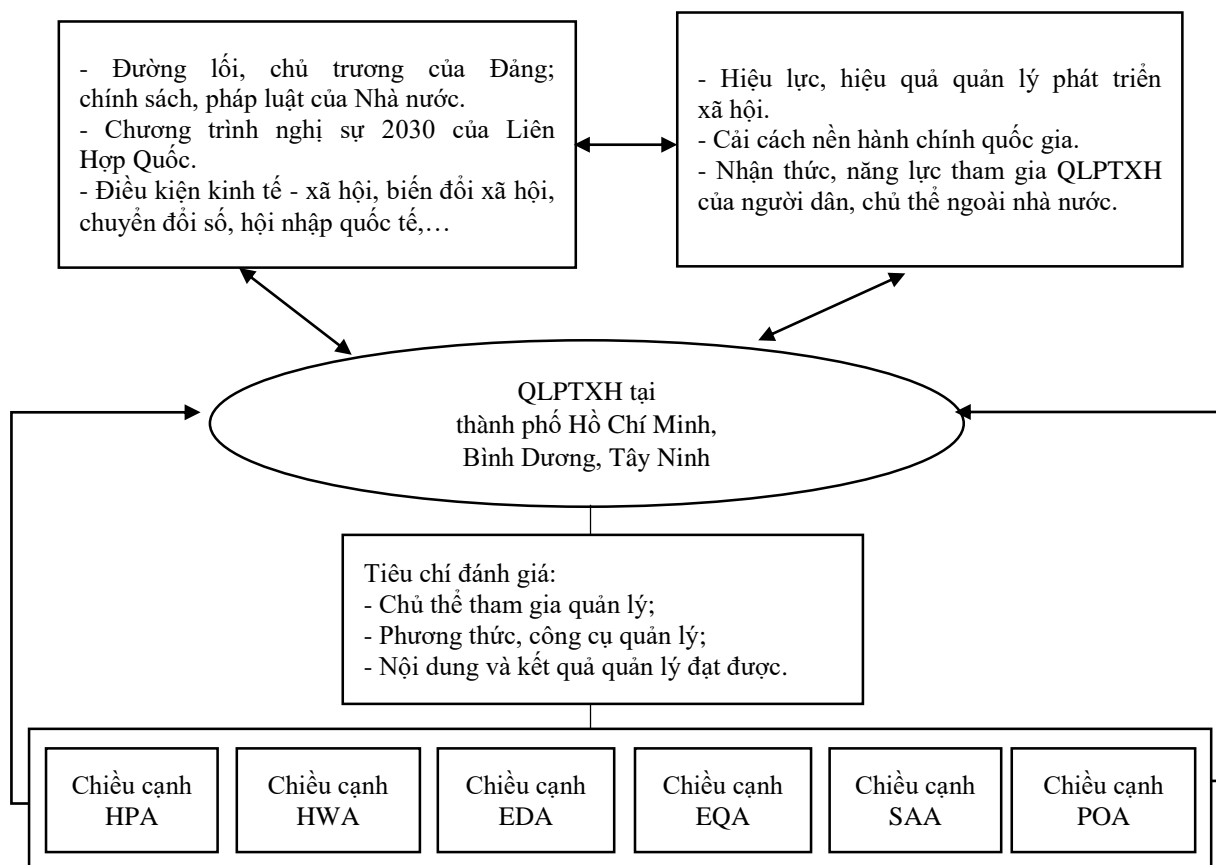 - Đường lối, chủ trương của Đảng;
chính sách, pháp luật của Nhà nước.
- Chương trình nghị sự 2030 của Liên
Hợp Quốc.
- Điều kiện kinh tế - xã hội, biến đổi xã hội,
chuyển đổi số, hội nhập quốc tế,…
- Hiệu lực, hiệu quả quản lý phát triển
xã hội.
- Cải cách nền hành chính quốc gia.
- Nhận thức, năng lực tham gia QLPTXH
của người dân, chủ thể ngoài nhà nước.
QLPTXH tại
thành phố Hồ Chí Minh,
Bình Dương, Tây Ninh
Tiêu chí đánh giá:
- Chủ thể tham gia quản lý;
- Phương thức, công cụ quản lý;
- Nội dung và kết quả quản lý đạt được.
Chiều cạnh
HPA
Chiều cạnh
HWA
Chiều cạnh
EDA
Chiều cạnh
EQA
Chiều cạnh
SAA
Chiều cạnh
POA